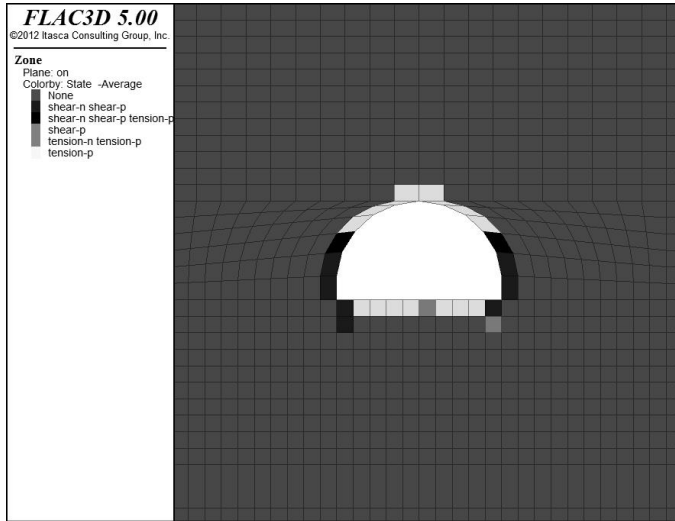 FLAC3D 5.00
©2012 Itasca Consulting Group, Inc.
Zone
Plane: on
Colorby: State -Average
None
shear-n shear-p
shear-n shear-p tension-p
shear-p
tension-n tension-p
tension-p